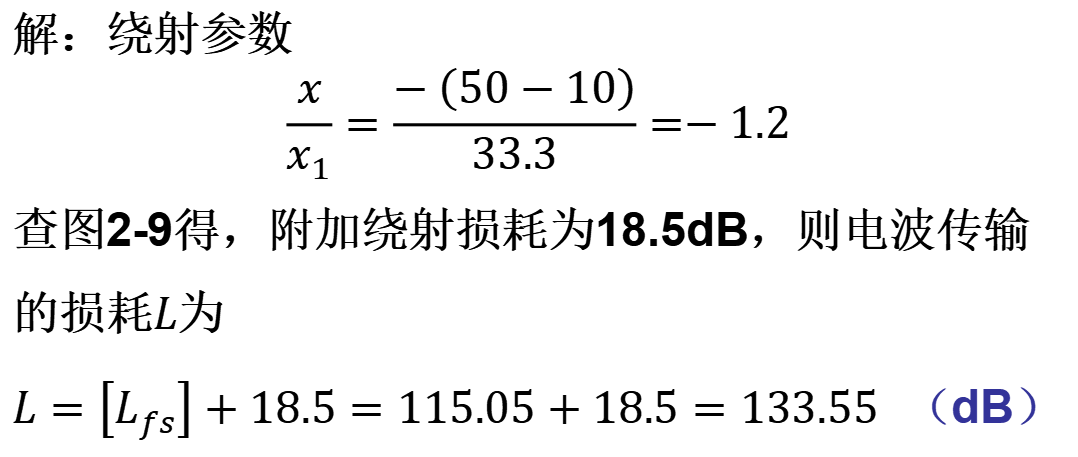 解：绕射参数
x/x₁ = −(50 − 10)/33.3 =− 1.2
查图2-9得，附加绕射损耗为18.5dB，则电波传输
的损耗L为
L = [L_fs] + 18.5 = 115.05 + 18.5 = 133.55 （dB）